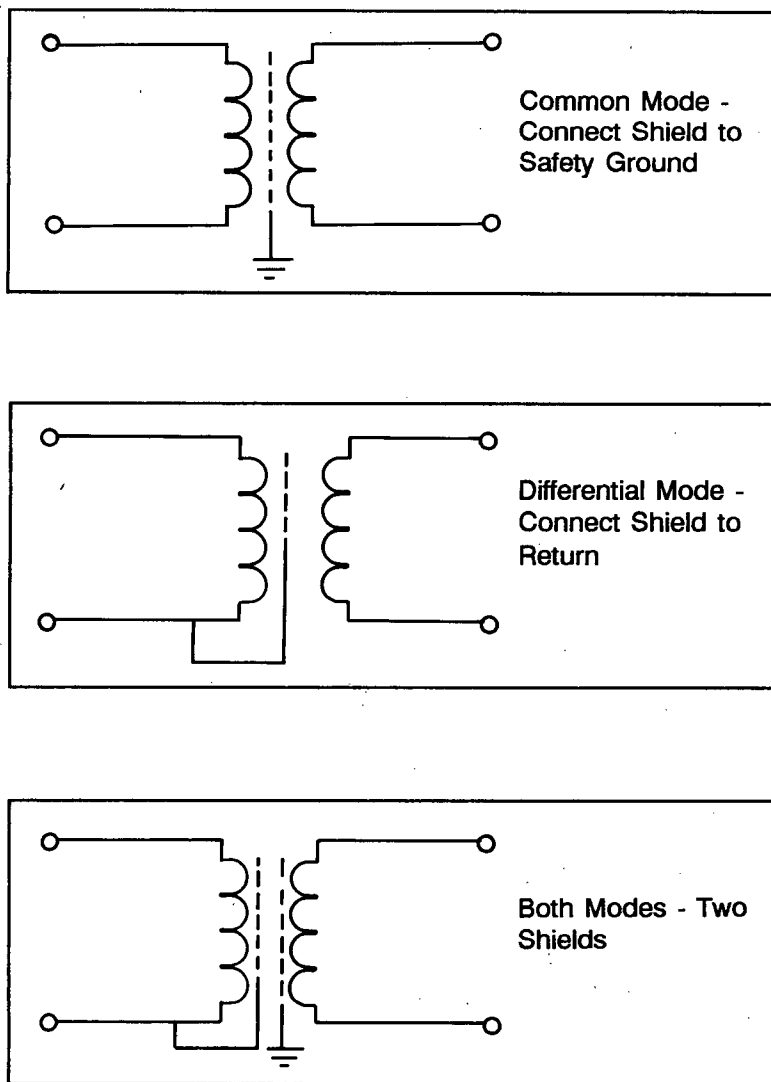 Common Mode -
Connect Shield to
Safety Ground
Differential Mode -
Connect Shield to
Return
Both Modes - Two
Shields